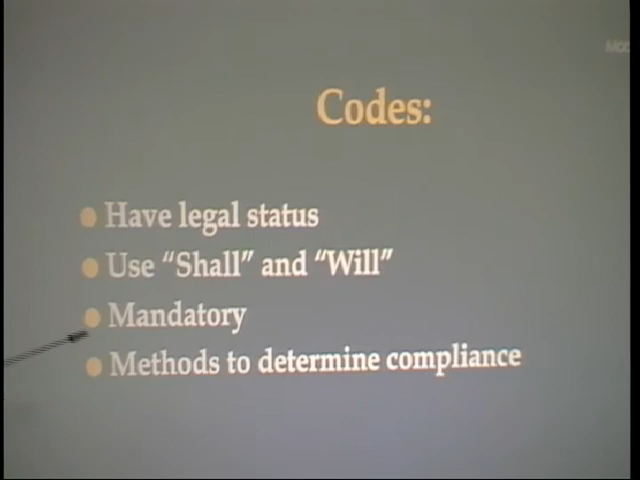 Codes:
Have legal status
Use “Shall” and “Will”
Mandatory
Methods to determine compliance